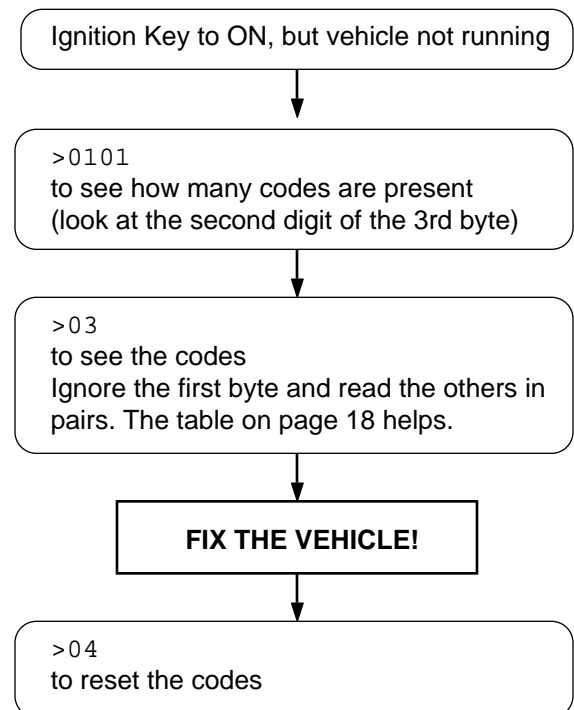 Ignition Key to ON, but vehicle not running
>0101
to see how many codes are present
(look at the second digit of the 3rd byte)
>03
to see the codes
Ignore the first byte and read the others in
pairs. The table on page 18 helps.
FIX THE VEHICLE!
>04
to reset the codes